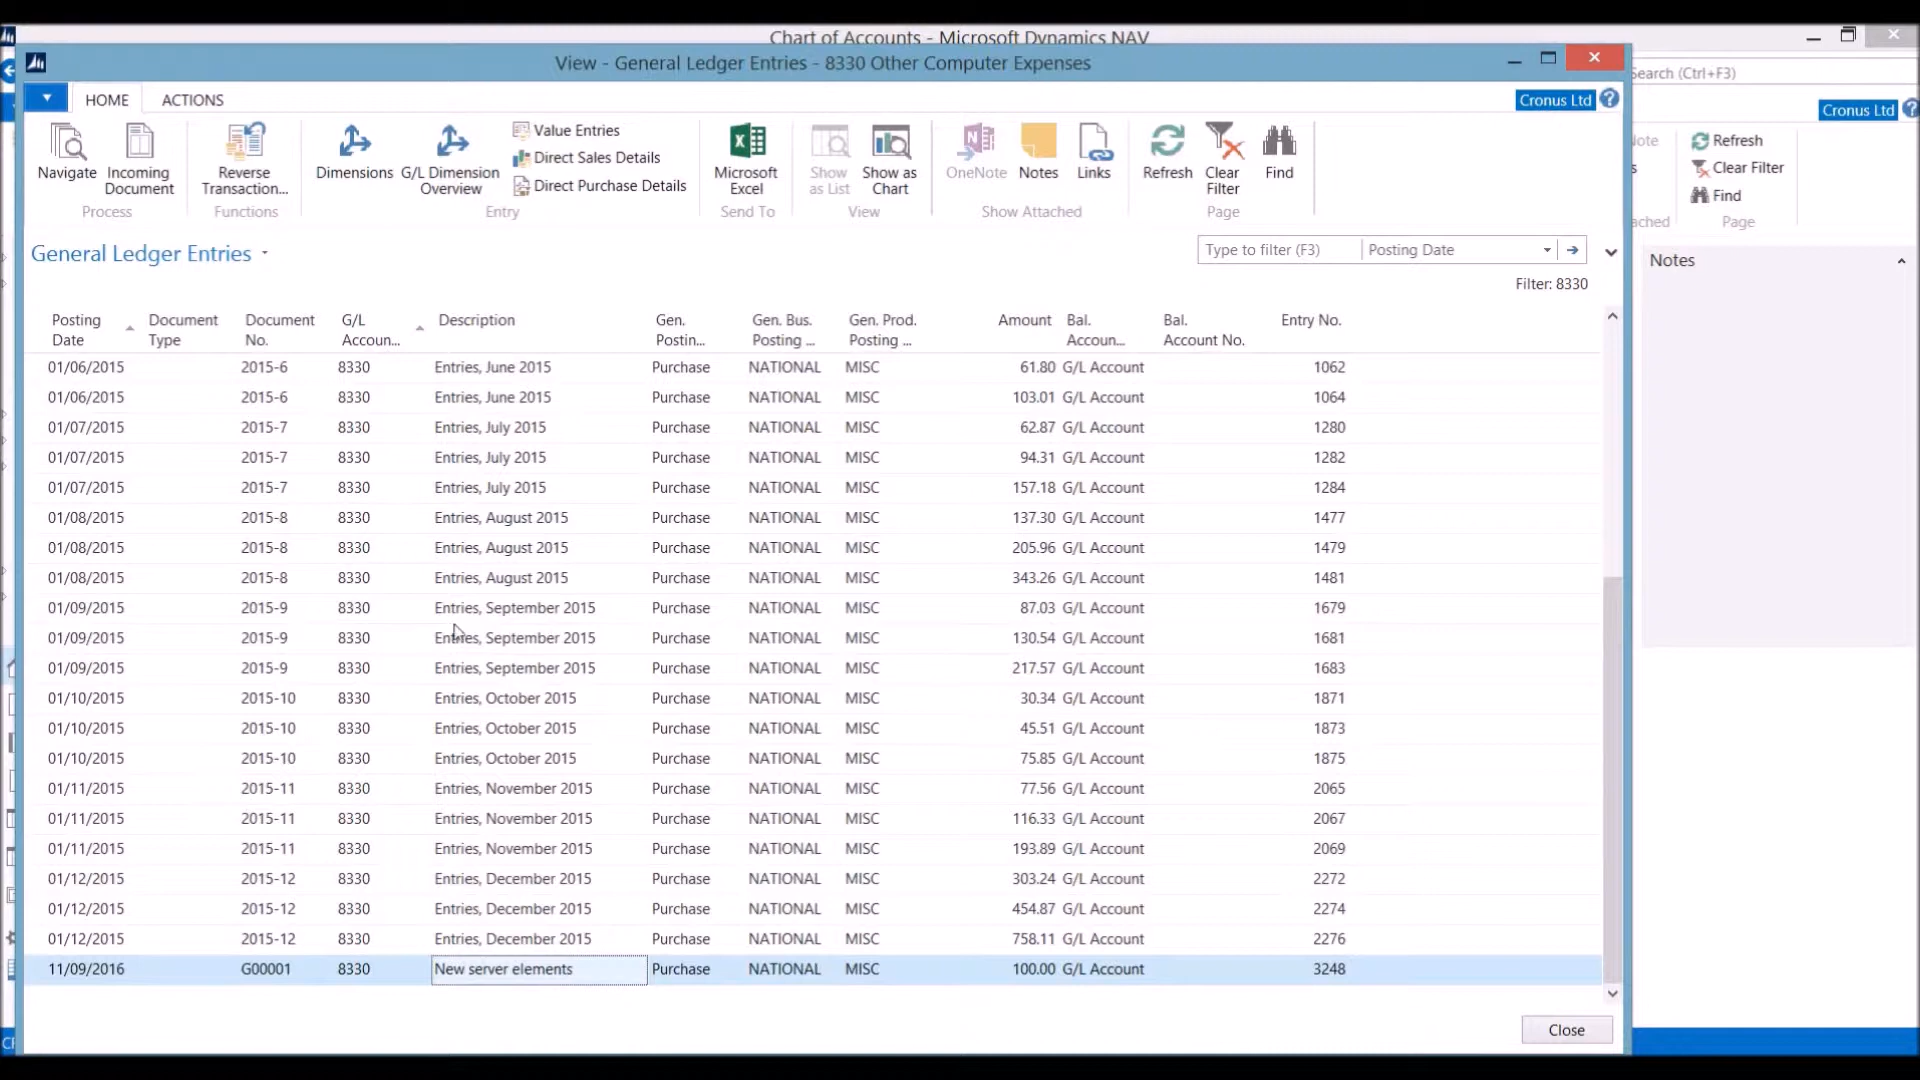 Chart of Accounts - Microsoft Dynamics NAV
View - General Ledger Entries - 8330 Other Computer Expenses
Search (Ctrl+F3)
HOME ACTIONS
Cronus Ltd
Cronus Ltd
Navigate
Incoming Document
Process
Reverse Transaction...
Functions
Dimensions
G/L Dimension Overview
Value Entries
Direct Sales Details
Direct Purchase Details
Entry
Microsoft Excel
Send To
Show as List
Show as Chart
View
OneNote
Notes
Links
Show Attached
Refresh
Clear Filter
Find
Page
Refresh
Clear Filter
Find
Page
General Ledger Entries
Type to filter (F3) Posting Date
Filter: 8330
Notes
Posting Date Document Type Document No. G/L Accoun... Description Gen. Postin... Gen. Bus. Posting ... Gen. Prod. Posting ... Amount Bal. Accoun... Bal. Account No. Entry No.
01/06/2015 2015-6 8330 Entries, June 2015 Purchase NATIONAL MISC 61.80 G/L Account 1062
01/06/2015 2015-6 8330 Entries, June 2015 Purchase NATIONAL MISC 103.01 G/L Account 1064
01/07/2015 2015-7 8330 Entries, July 2015 Purchase NATIONAL MISC 62.87 G/L Account 1280
01/07/2015 2015-7 8330 Entries, July 2015 Purchase NATIONAL MISC 94.31 G/L Account 1282
01/07/2015 2015-7 8330 Entries, July 2015 Purchase NATIONAL MISC 157.18 G/L Account 1284
01/08/2015 2015-8 8330 Entries, August 2015 Purchase NATIONAL MISC 137.30 G/L Account 1477
01/08/2015 2015-8 8330 Entries, August 2015 Purchase NATIONAL MISC 205.96 G/L Account 1479
01/08/2015 2015-8 8330 Entries, August 2015 Purchase NATIONAL MISC 343.26 G/L Account 1481
01/09/2015 2015-9 8330 Entries, September 2015 Purchase NATIONAL MISC 87.03 G/L Account 1679
01/09/2015 2015-9 8330 Entries, September 2015 Purchase NATIONAL MISC 130.54 G/L Account 1681
01/09/2015 2015-9 8330 Entries, September 2015 Purchase NATIONAL MISC 217.57 G/L Account 1683
01/10/2015 2015-10 8330 Entries, October 2015 Purchase NATIONAL MISC 30.34 G/L Account 1871
01/10/2015 2015-10 8330 Entries, October 2015 Purchase NATIONAL MISC 45.51 G/L Account 1873
01/10/2015 2015-10 8330 Entries, October 2015 Purchase NATIONAL MISC 75.85 G/L Account 1875
01/11/2015 2015-11 8330 Entries, November 2015 Purchase NATIONAL MISC 77.56 G/L Account 2065
01/11/2015 2015-11 8330 Entries, November 2015 Purchase NATIONAL MISC 116.33 G/L Account 2067
01/11/2015 2015-11 8330 Entries, November 2015 Purchase NATIONAL MISC 193.89 G/L Account 2069
01/12/2015 2015-12 8330 Entries, December 2015 Purchase NATIONAL MISC 303.24 G/L Account 2272
01/12/2015 2015-12 8330 Entries, December 2015 Purchase NATIONAL MISC 454.87 G/L Account 2274
01/12/2015 2015-12 8330 Entries, December 2015 Purchase NATIONAL MISC 758.11 G/L Account 2276
11/09/2016 G00001 8330 New server elements Purchase NATIONAL MISC 100.00 G/L Account 3248
Close